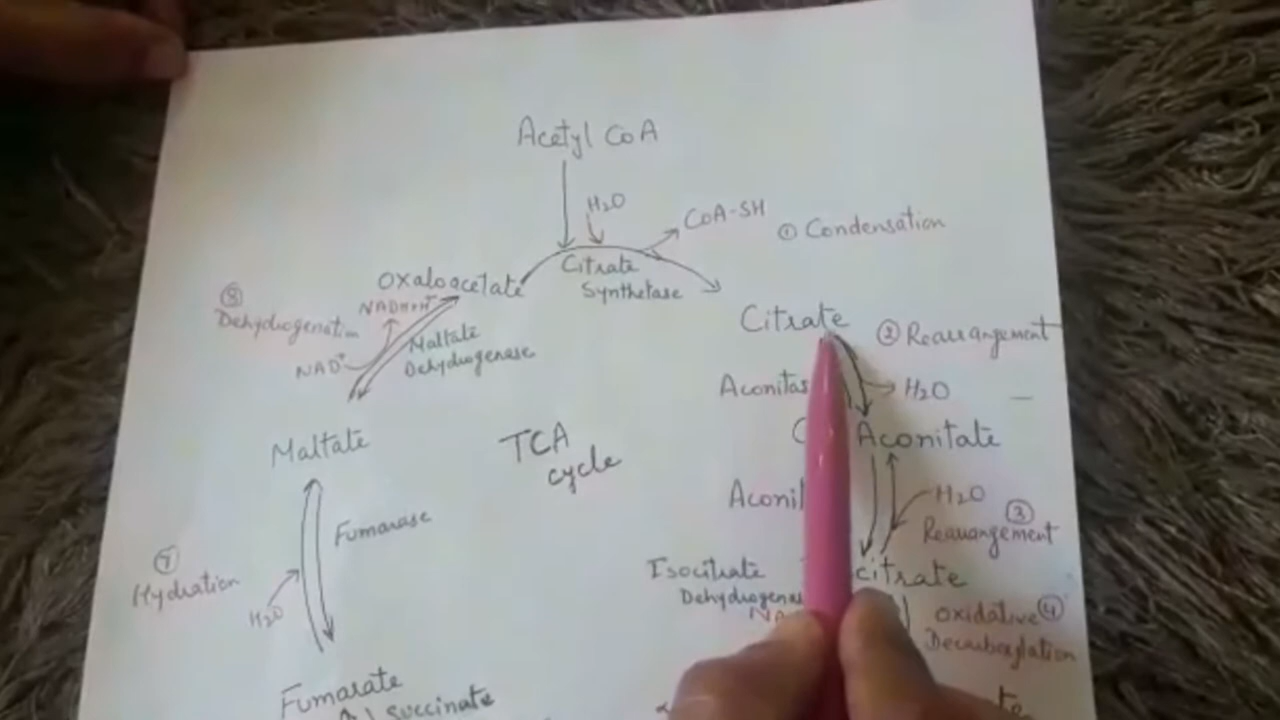 Acetyl CoA
H2O
CoA-SH
① Condensation
Citrate
Synthetase
Oxaloacetate
⑧
Dehydrogenation
NADH+H+
NAD+
Maltate
Dehydrogenase
Citrate
② Rearrangement
H2O
Aconitate
H2O
③
Rearrangement
Maltate
TCA
cycle
Fumarase
⑦
Hydration
H2O
Isocitrate
citrate
oxidative ④
Decarboxylation
Fumarate
Succinate